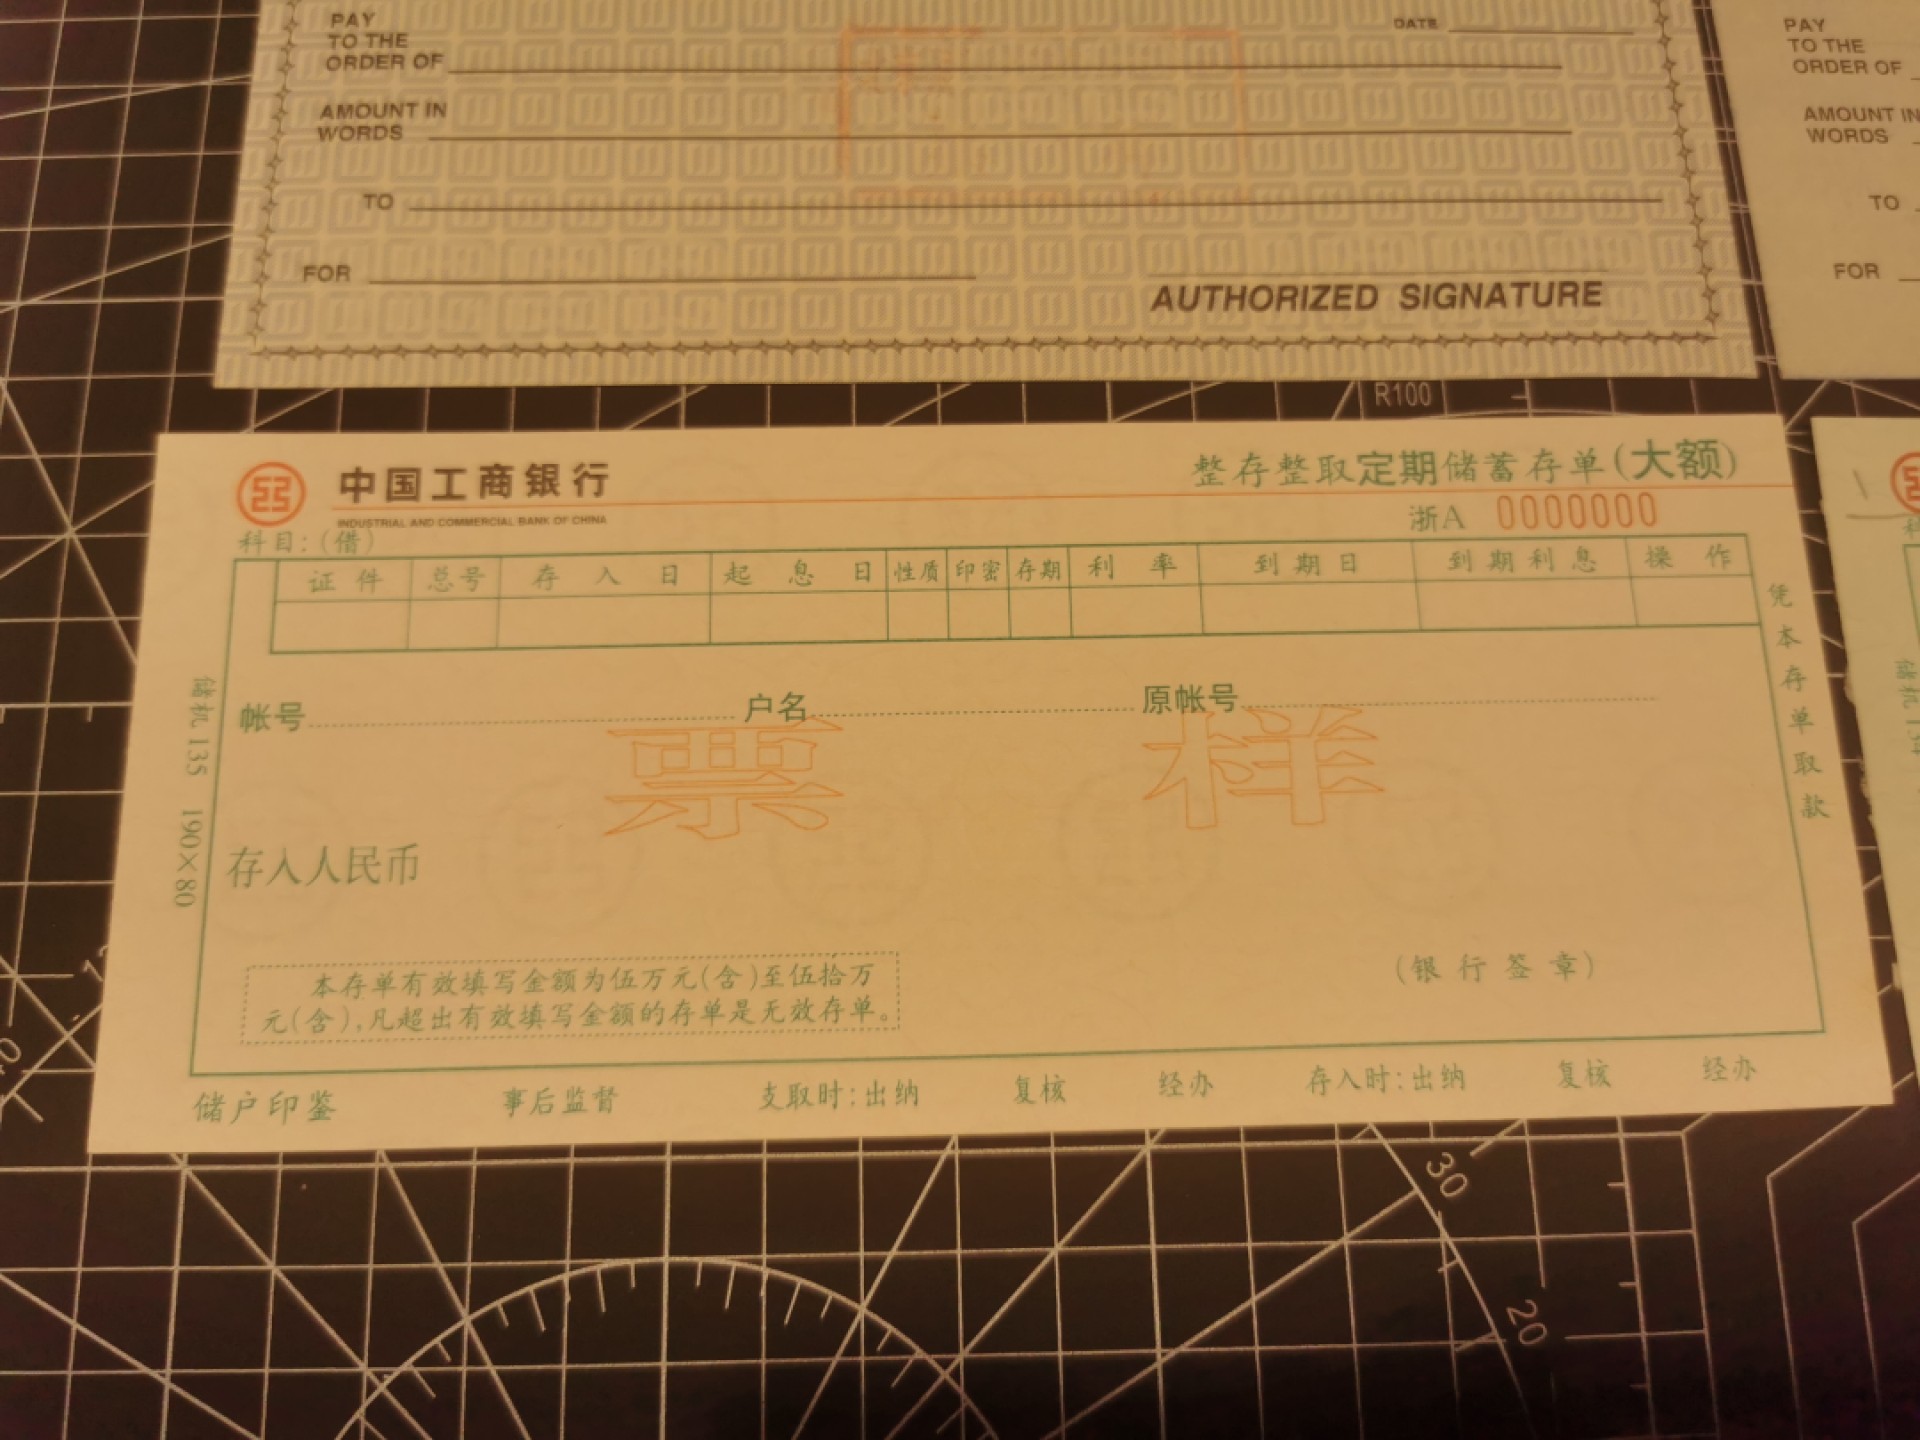 PAY
TO THE
ORDER OF
DATE
AMOUNT IN
WORDS
TO
FOR
AUTHORIZED SIGNATURE
PAY
TO THE
ORDER OF
AMOUNT IN
WORDS
TO
FOR
R100
中国工商银行
INDUSTRIAL AND COMMERCIAL BANK OF CHINA
整存整取定期储蓄存单(大额)
浙A 0000000
科目:(借)
证件 总号 存入日 起息日 性质 印密 存期 利率 到期日 到期利息 操作
帐号 户名 原帐号
票样
存入人民币
本存单有效填写金额为伍万元(含)至伍拾万
元(含),凡超出有效填写金额的存单是无效存单。
(银行签章)
储户印鉴 事后监督 支取时:出纳 复核 经办 存入时:出纳 复核 经办
储机 135 190×80
凭本存单取款
30
20